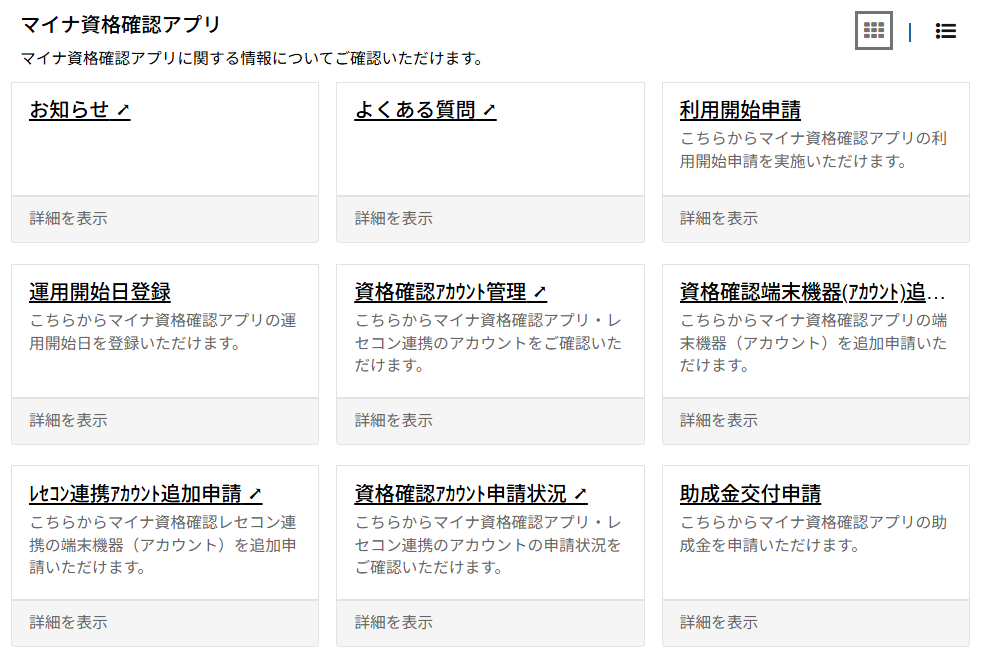 マイナ資格確認アプリ
マイナ資格確認アプリに関する情報についてご確認いただけます。
|
お知らせ ⤢
よくある質問 ⤢
利用開始申請
こちらからマイナ資格確認アプリの利
用開始申請を実施いただけます。
詳細を表示
詳細を表示
詳細を表示
運用開始日登録
こちらからマイナ資格確認アプリの運
用開始日を登録いただけます。
資格確認ｱｶｳﾝﾄ管理 ⤢
こちらからマイナ資格確認アプリ・レ
セコン連携のアカウントをご確認いた
だけます。
資格確認端末機器(ｱｶｳﾝﾄ)追…
こちらからマイナ資格確認アプリの端
末機器（アカウント）を追加申請いた
だけます。
詳細を表示
詳細を表示
詳細を表示
ﾚｾｺﾝ連携ｱｶｳﾝﾄ追加申請 ⤢
こちらからマイナ資格確認レセコン連
携の端末機器（アカウント）を追加申
請いただけます。
資格確認ｱｶｳﾝﾄ申請状況 ⤢
こちらからマイナ資格確認アプリ・レ
セコン連携のアカウントの申請状況を
ご確認いただけます。
助成金交付申請
こちらからマイナ資格確認アプリの助
成金を申請いただけます。
詳細を表示
詳細を表示
詳細を表示